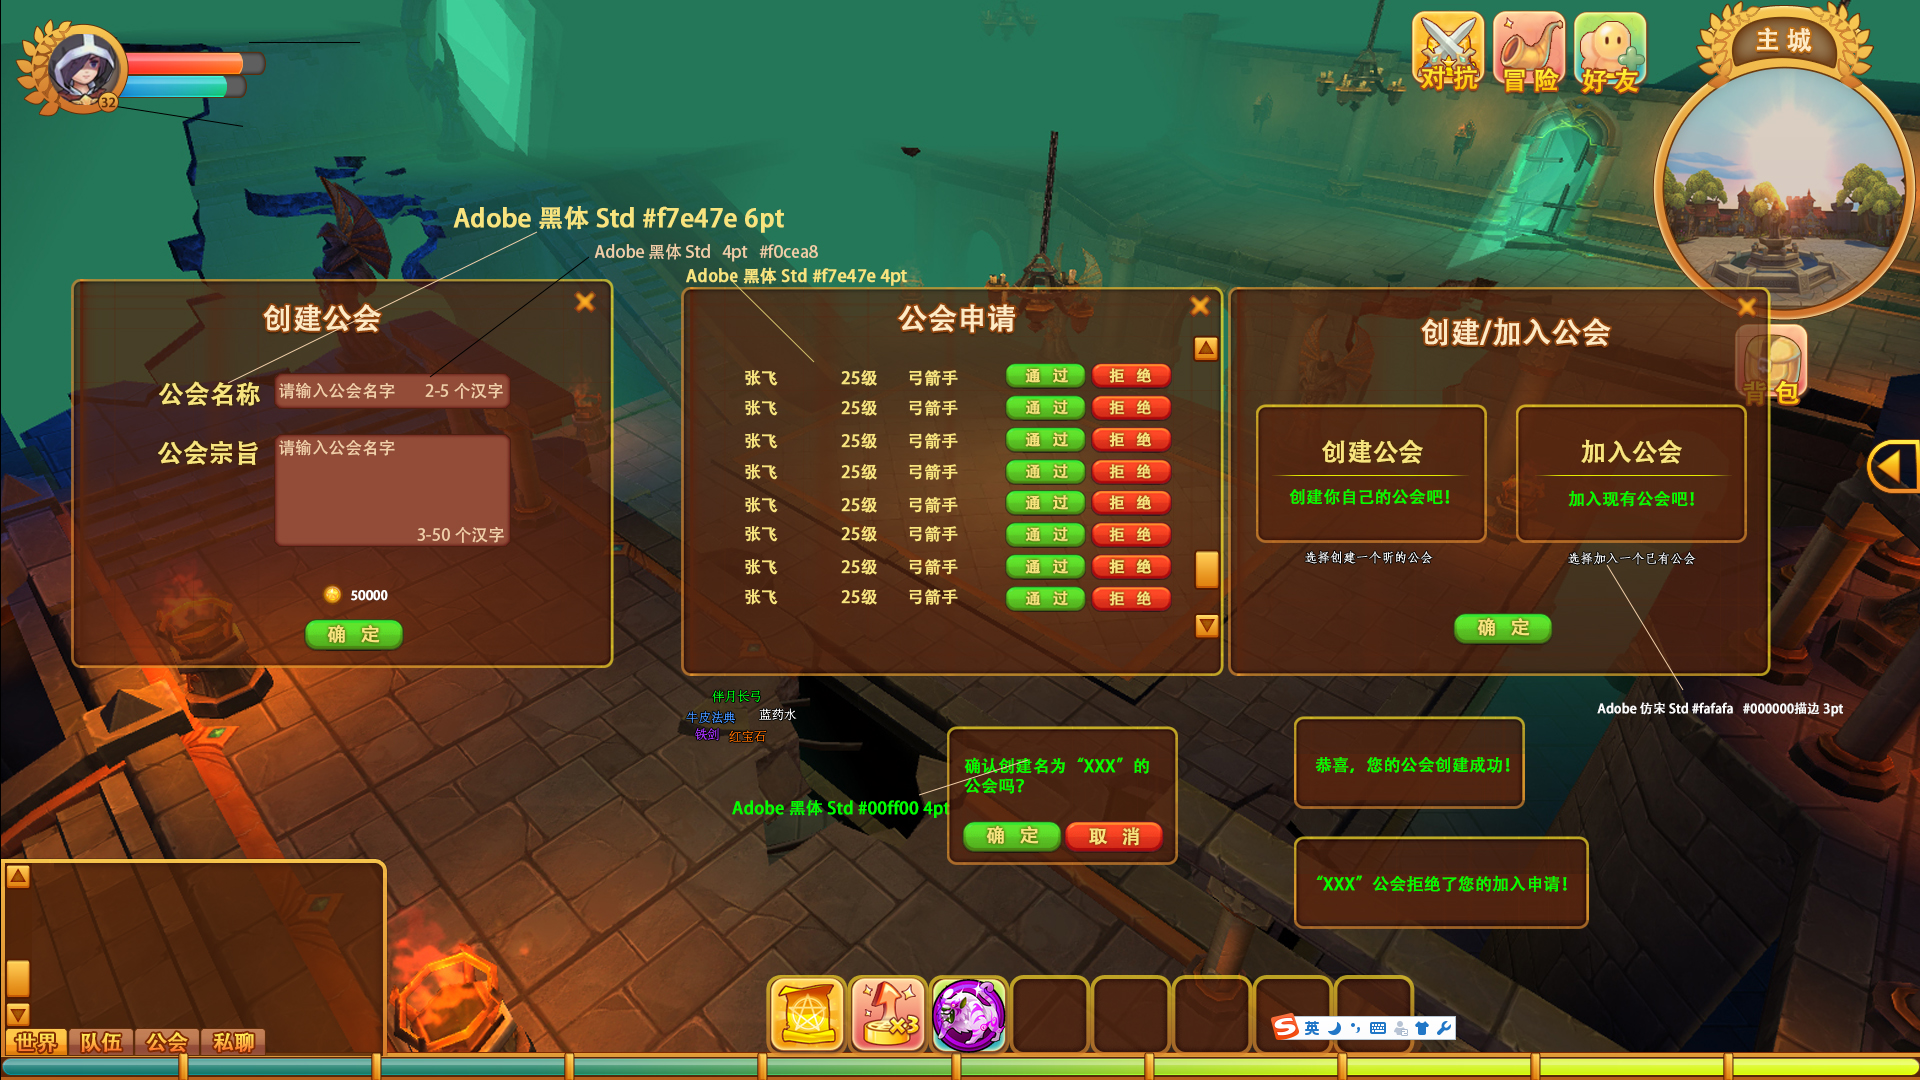 32
对抗
冒险
好友
主城
Adobe 黑体 Std #f7e47e 6pt
Adobe 黑体 Std 4pt #f0cea8
Adobe 黑体 Std #f7e47e 4pt
创建公会
公会名称
请输入公会名字 2-5 个汉字
公会宗旨
请输入公会名字
3-50 个汉字
50000
确 定
公会申请
张飞 25级 弓箭手 通 过 拒 绝
张飞 25级 弓箭手 通 过 拒 绝
张飞 25级 弓箭手 通 过 拒 绝
张飞 25级 弓箭手 通 过 拒 绝
张飞 25级 弓箭手 通 过 拒 绝
张飞 25级 弓箭手 通 过 拒 绝
张飞 25级 弓箭手 通 过 拒 绝
张飞 25级 弓箭手 通 过 拒 绝
创建/加入公会
背包
创建公会
创建你自己的公会吧!
选择创建一个昕的公会
加入公会
加入现有公会吧!
选择加入一个已有公会
确 定
Adobe 仿宋 Std #fafafa #000000描边 3pt
伴月长弓
牛皮法典 蓝药水
铁剑 红宝石
Adobe 黑体 Std #00ff00 4pt
确认创建名为“XXX”的
公会吗?
确 定 取 消
恭喜，您的公会创建成功!
“XXX”公会拒绝了您的加入申请!
世界 队伍 公会 私聊
×3
S 英